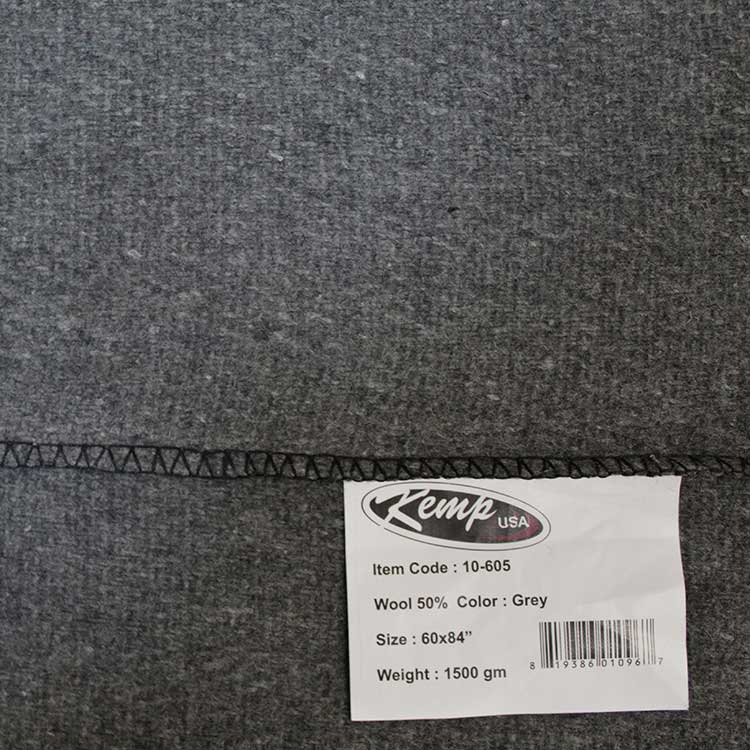 Kemp USA
Item Code : 10-605
Wool 50% Color : Grey
Size : 60x84”
Weight : 1500 gm
8 19386 01096 7